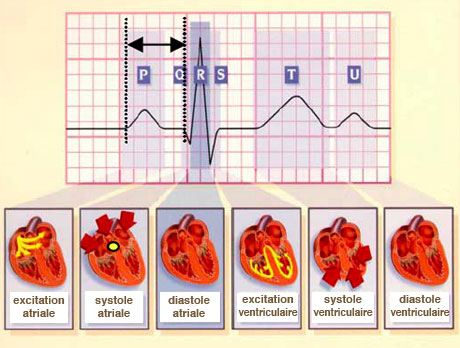 P Q R S T U
excitation
atriale
systole
atriale
diastole
atriale
excitation
ventriculaire
systole
ventriculaire
diastole
ventriculaire